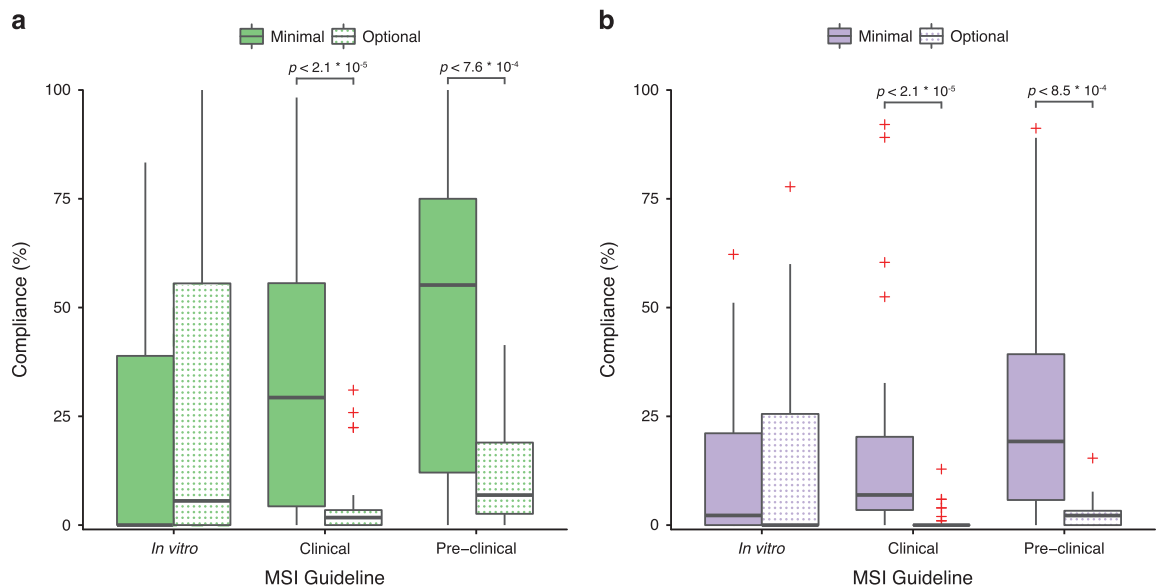 a
Minimal Optional
p < 2.1 * 10-5
p < 7.6 * 10-4
100
75
50
25
0
Compliance (%)
In vitro Clinical Pre−clinical
MSI Guideline
b
Minimal Optional
p < 2.1 * 10-5
p < 8.5 * 10-4
100
75
50
25
0
Compliance (%)
In vitro Clinical Pre−clinical
MSI Guideline